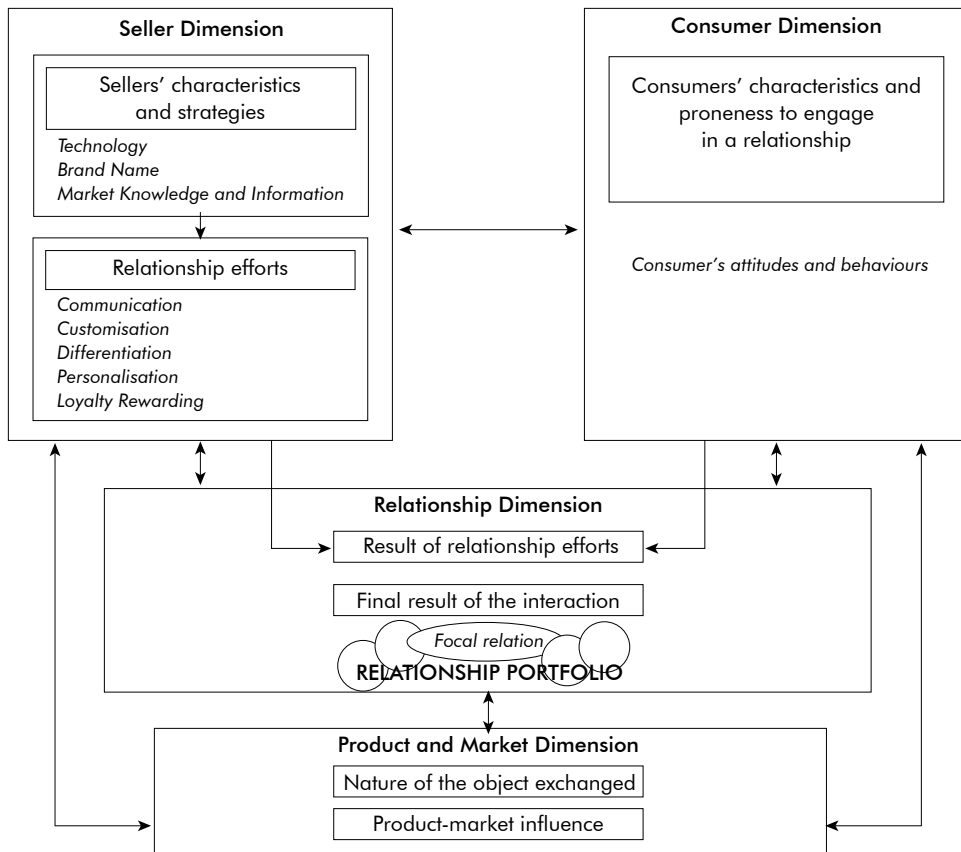 Seller Dimension
Sellers’ characteristics
and strategies
Technology
Brand Name
Market Knowledge and Information
Relationship efforts
Communication
Customisation
Differentiation
Personalisation
Loyalty Rewarding
Consumer Dimension
Consumers’ characteristics and
proneness to engage
in a relationship
Consumer’s attitudes and behaviours
Relationship Dimension
Result of relationship efforts
Final result of the interaction
Focal relation
RELATIONSHIP PORTFOLIO
Product and Market Dimension
Nature of the object exchanged
Product-market influence